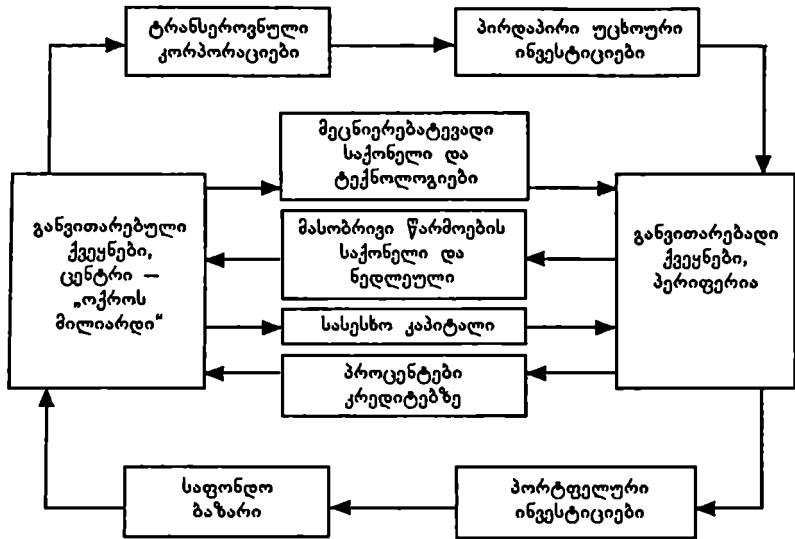 ტრანსეროვნული
კორპორაციები
პირდაპირი უცხოური
ინვესტიციები
მეცნიერებატევადი
საქონელი და
ტექნოლოგიები
განვითარებული
ქვეყნები,
ცენტრი —
„ოქროს
მილიარდი“
მასობრივი წარმოების
საქონელი და
ნედლეული
განვითარებადი
ქვეყნები,
პერიფერია
სასესხო კაპიტალი
პროცენტები
კრედიტებზე
საფონდო
ბაზარი
პორტფელური
ინვესტიციები